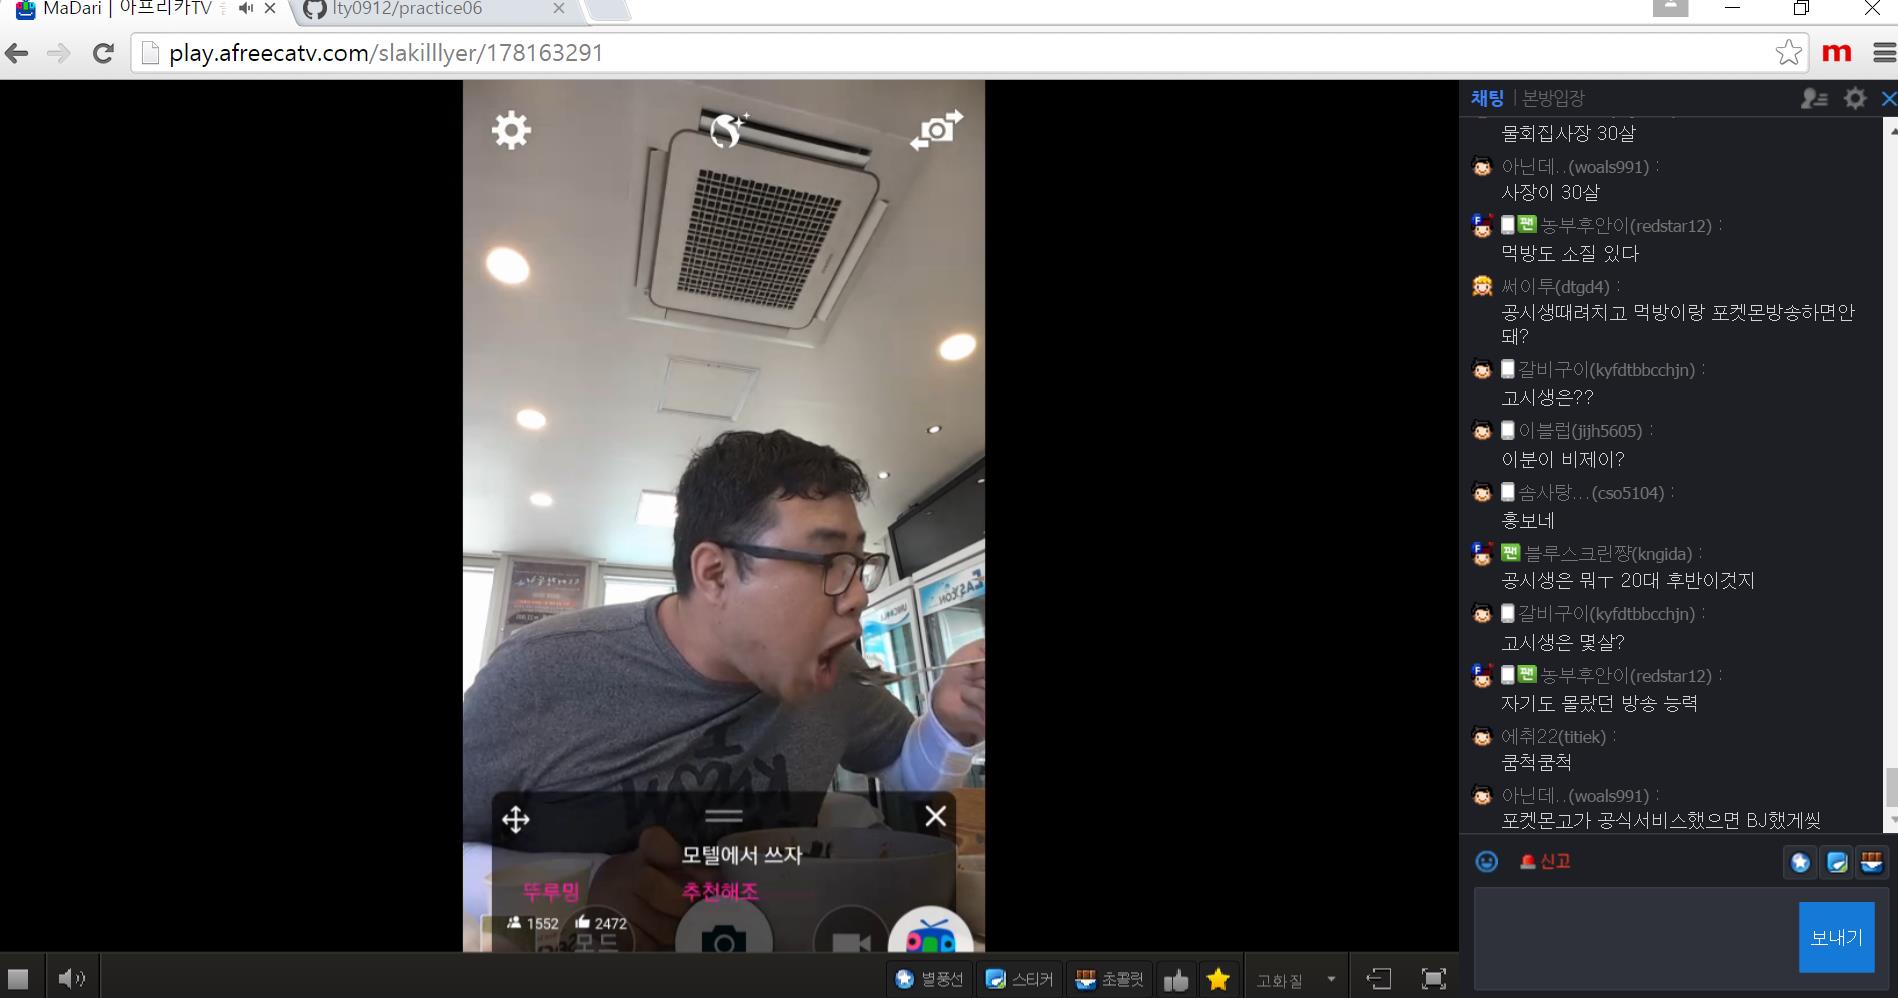 MaDari | 아프리카TV
lty0912/practice06
play.afreecatv.com/slakilllyer/178163291
m
채팅 | 본방입장
물회집사장 30살
아닌데..(woals991) :
사장이 30살
팬 농부후안이(redstar12) :
먹방도 소질 있다
써이투(dtgd4) :
공시생때려치고 먹방이랑 포켓몬방송하면안
돼?
갈비구이(kyfdtbbcchjn) :
고시생은??
이블럽(jijh5605) :
이분이 비제이?
솜사탕...(cso5104) :
홍보네
팬 블루스크린짱(kngida) :
공시생은 뭐ㅜ 20대 후반이것지
갈비구이(kyfdtbbcchjn) :
고시생은 몇살?
팬 농부후안이(redstar12) :
자기도 몰랐던 방송 능력
에취22(titiek) :
쿰척쿰척
아닌데..(woals991) :
포켓몬고가 공식서비스했으면 BJ했게씾
신고
보내기
모텔에서 쓰자
뚜루밍 추천해조
1552 2472
모드
별풍선 스티커 초콜릿 고화질